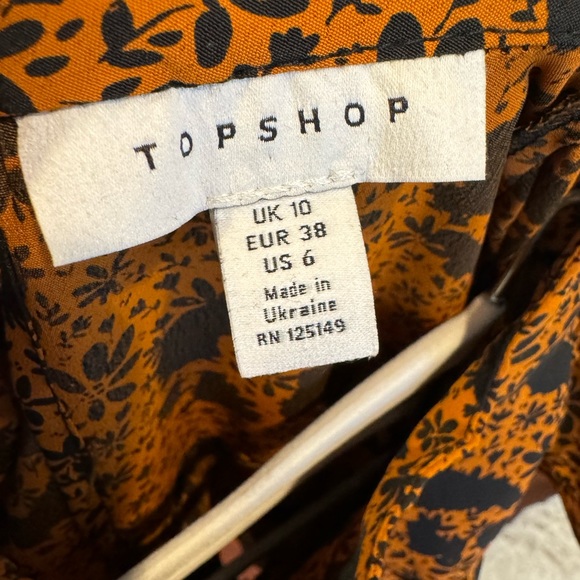 TOPSHOP
UK 10
EUR 38
US 6
Made in
Ukraine
RN 125149